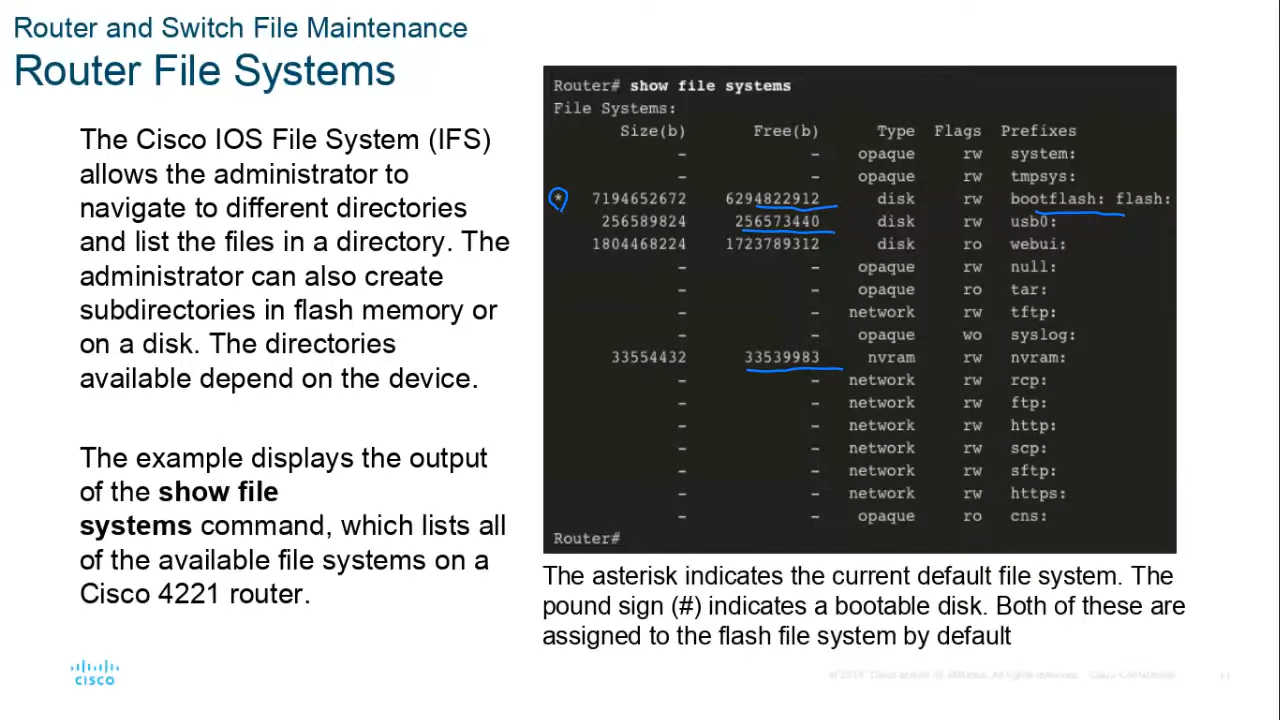 Router and Switch File Maintenance
Router File Systems
The Cisco IOS File System (IFS)
allows the administrator to
navigate to different directories
and list the files in a directory. The
administrator can also create
subdirectories in flash memory or
on a disk. The directories
available depend on the device.
The example displays the output
of the show file
systems command, which lists all
of the available file systems on a
Cisco 4221 router.
Router# show file systems
File Systems:
Size(b) Free(b) Type Flags Prefixes
- - opaque rw system:
- - opaque rw tmpsys:
* 7194652672 6294822912 disk rw bootflash: flash:
256589824 256573440 disk rw usb0:
1804468224 1723789312 disk ro webui:
- - opaque rw null:
- - opaque ro tar:
- - network rw tftp:
- - opaque wo syslog:
33554432 33539983 nvram rw nvram:
- - network rw rcp:
- - network rw ftp:
- - network rw http:
- - network rw scp:
- - network rw sftp:
- - network rw https:
- - opaque ro cns:
Router#
The asterisk indicates the current default file system. The
pound sign (#) indicates a bootable disk. Both of these are
assigned to the flash file system by default
CISCO
All rights reserved. Cisco Confidential
11